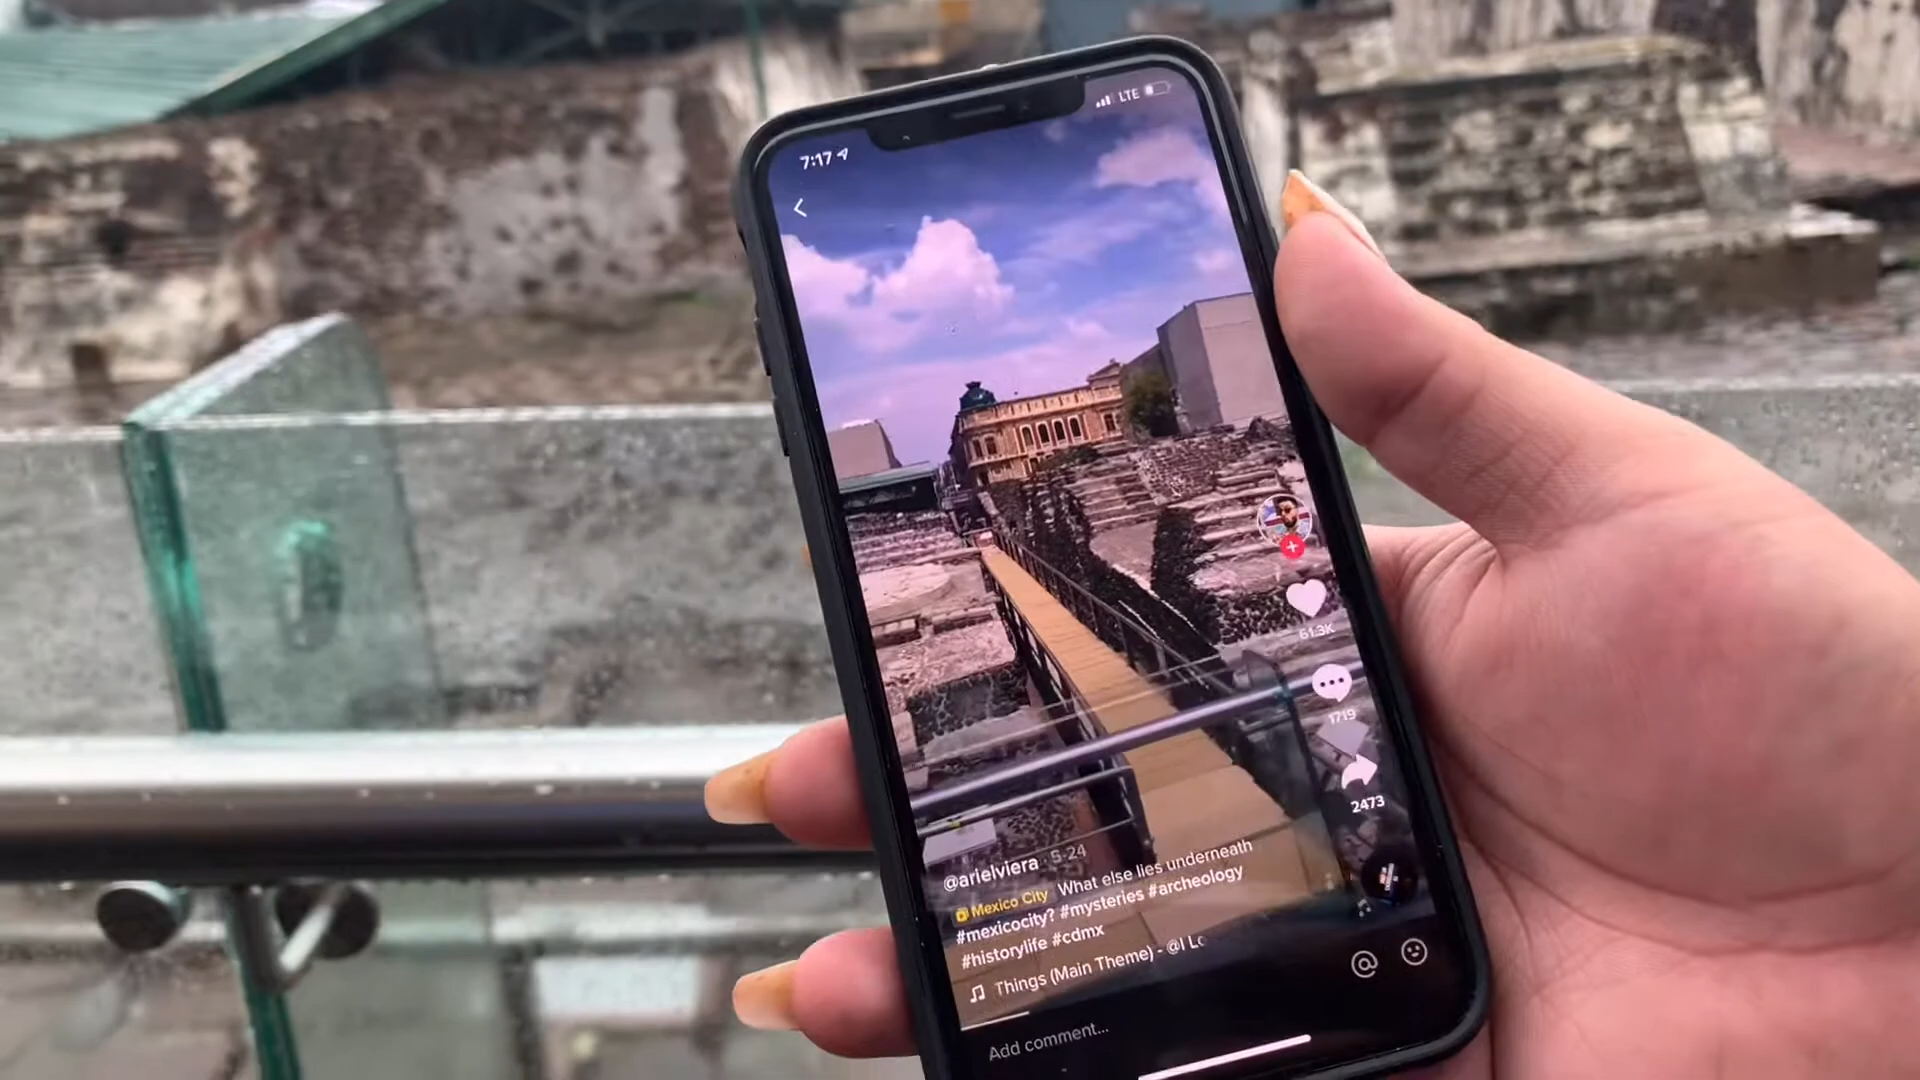 LTE
7:17
61.3K
1719
2473
@arielviera · 5-24
Mexico City What else lies underneath
#mexicocity? #mysteries #archeology
#historylife #cdmx
Things (Main Theme) - @I Lo
Add comment...